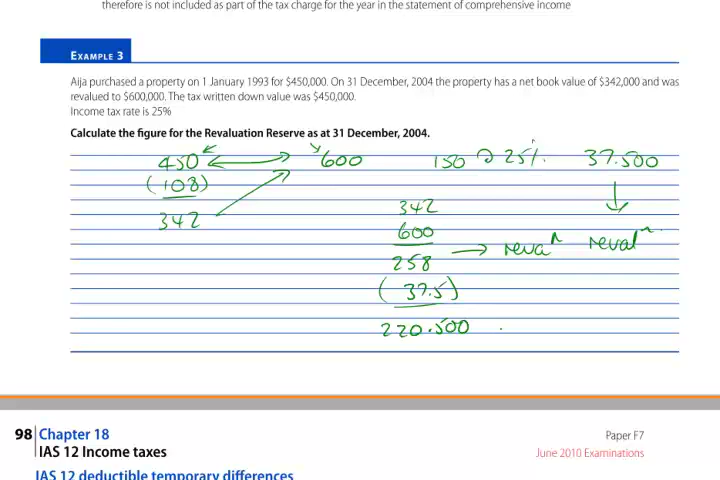 therefore is not included as part of the tax charge for the year in the statement of comprehensive income
EXAMPLE 3
Aija purchased a property on 1 January 1993 for $450,000. On 31 December, 2004 the property has a net book value of $342,000 and was
revalued to $600,000. The tax written down value was $450,000.
Income tax rate is 25%
Calculate the figure for the Revaluation Reserve as at 31 December, 2004.
450 600 150 @ 25% 37.500
(108)
342
342
600
258 revaln revaln
(37.5)
220.500
98 Chapter 18 Paper F7
IAS 12 Income taxes June 2010 Examinations
IAS 12 deductible temporary differences